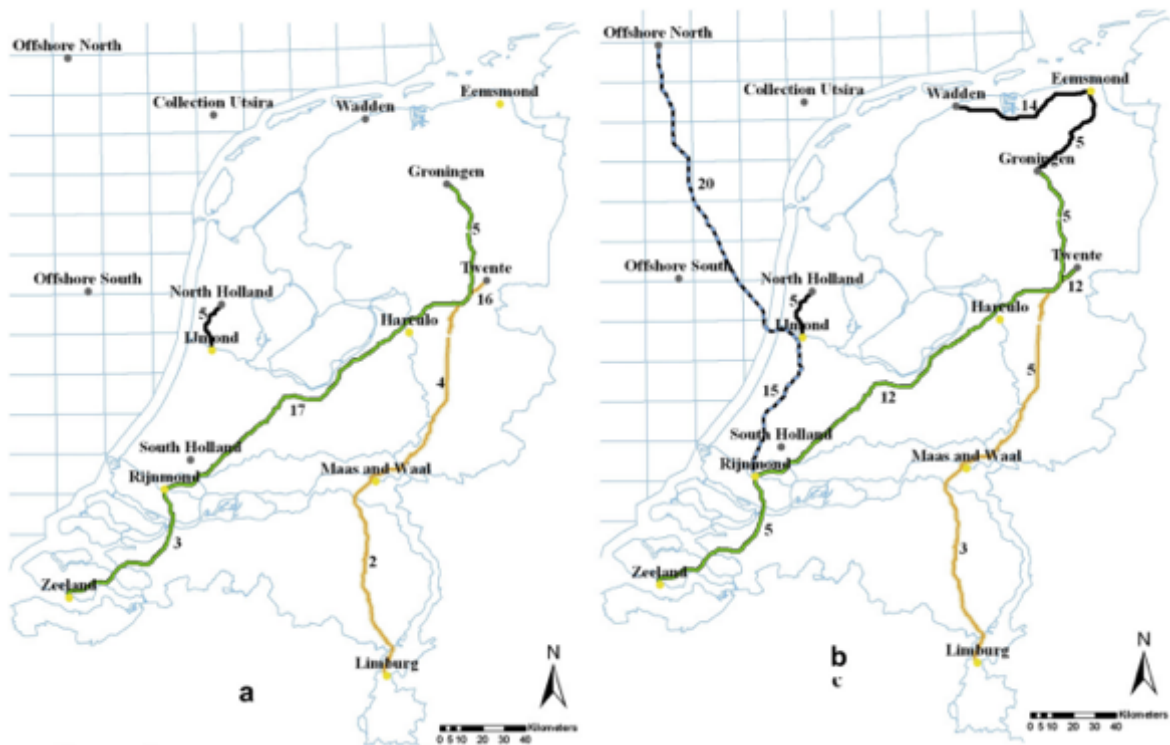 Offshore North
Collection Utsira
Wadden
Eemsmond
Groningen
5
Offshore South
Twente
16
North Holland
5
IJmond
Harculo
4
17
South Holland
Rijnmond
Maas and Waal
3
2
Zeeland
Limburg
a
N
0 5 10 20 40
Kilometers
Offshore North
Collection Utsira
Wadden
Eemsmond
14
5
Groningen
20
5
Offshore South
Twente
12
North Holland
5
IJmond
Harculo
5
15
12
South Holland
Rijnmond
Maas and Waal
5
3
Zeeland
Limburg
b
c
N
0 5 10 20 40
Kilometers